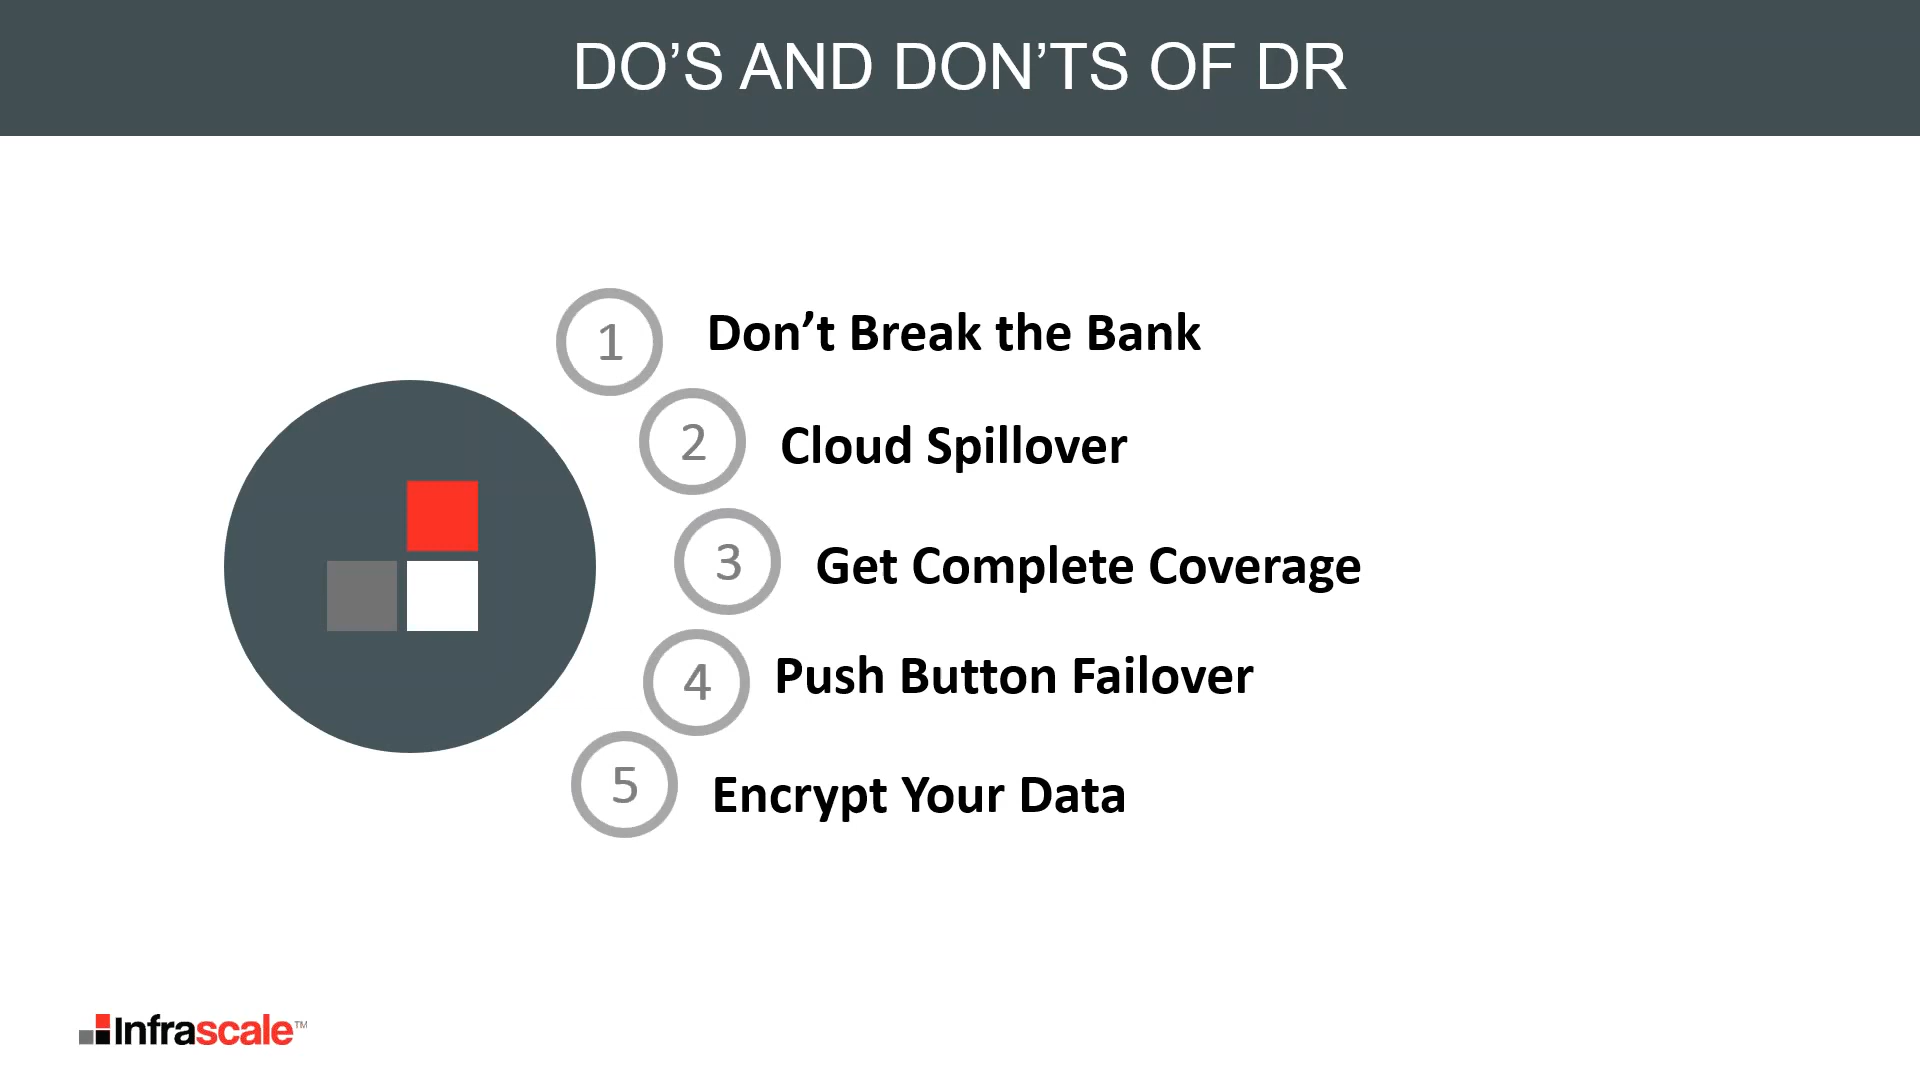 DO’S AND DON’TS OF DR
1 Don’t Break the Bank
2 Cloud Spillover
3 Get Complete Coverage
4 Push Button Failover
5 Encrypt Your Data
Infrascale™